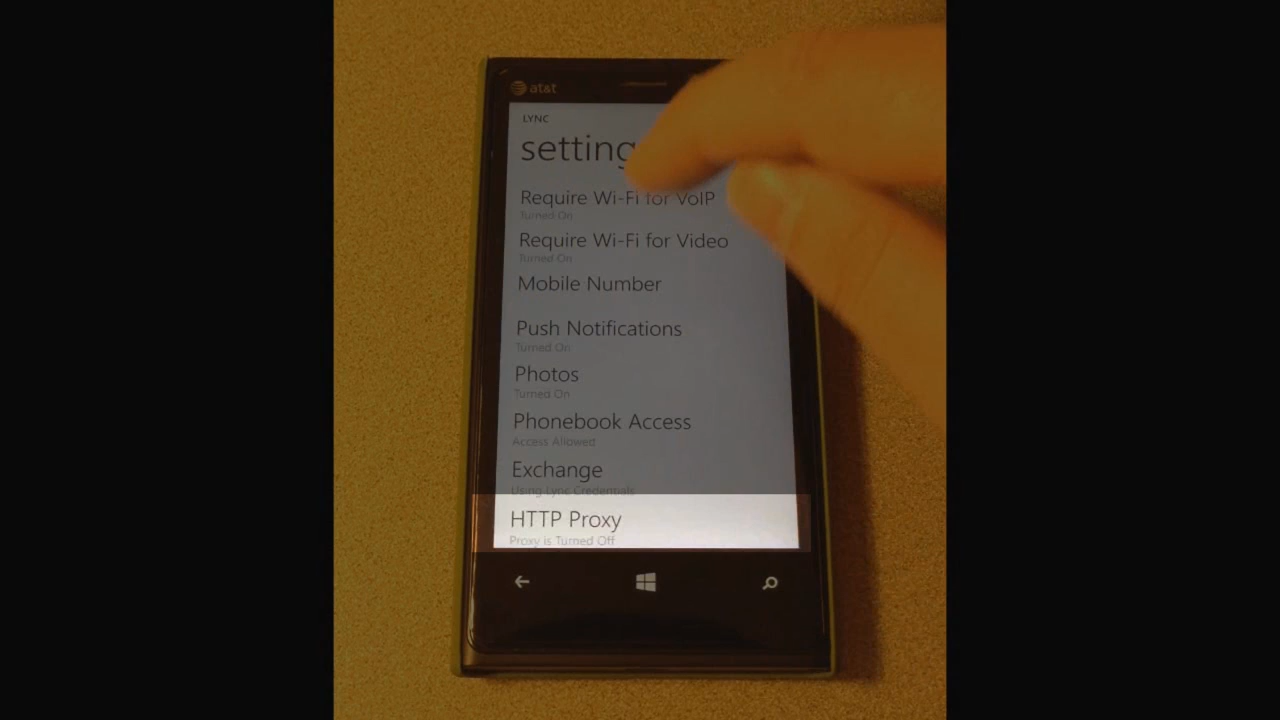 at&t
LYNC
setting
Require Wi-Fi for VoIP
Turned On
Require Wi-Fi for Video
Turned On
Mobile Number
Push Notifications
Turned On
Photos
Turned On
Phonebook Access
Access Allowed
Exchange
Using Lync Credentials
HTTP Proxy
Proxy is Turned Off